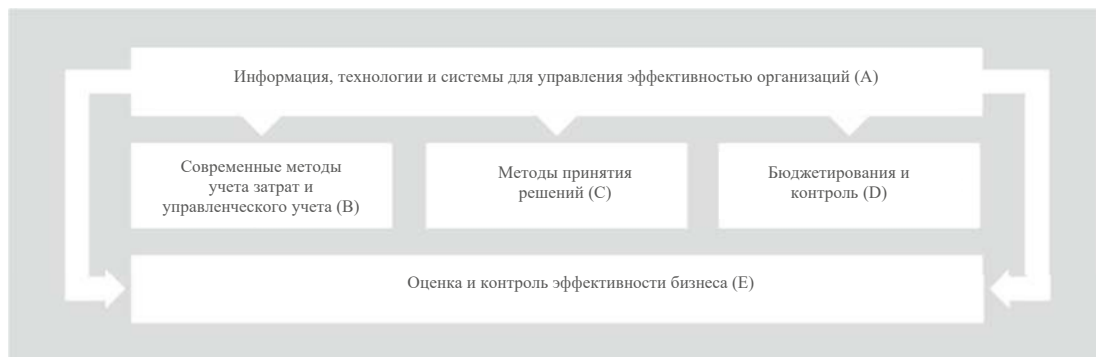 Информация, технологии и системы для управления эффективностью организаций (A)
Современные методы
учета затрат и
управленческого учета (B)
Методы принятия
решений (C)
Бюджетирования и
контроль (D)
Оценка и контроль эффективности бизнеса (E)